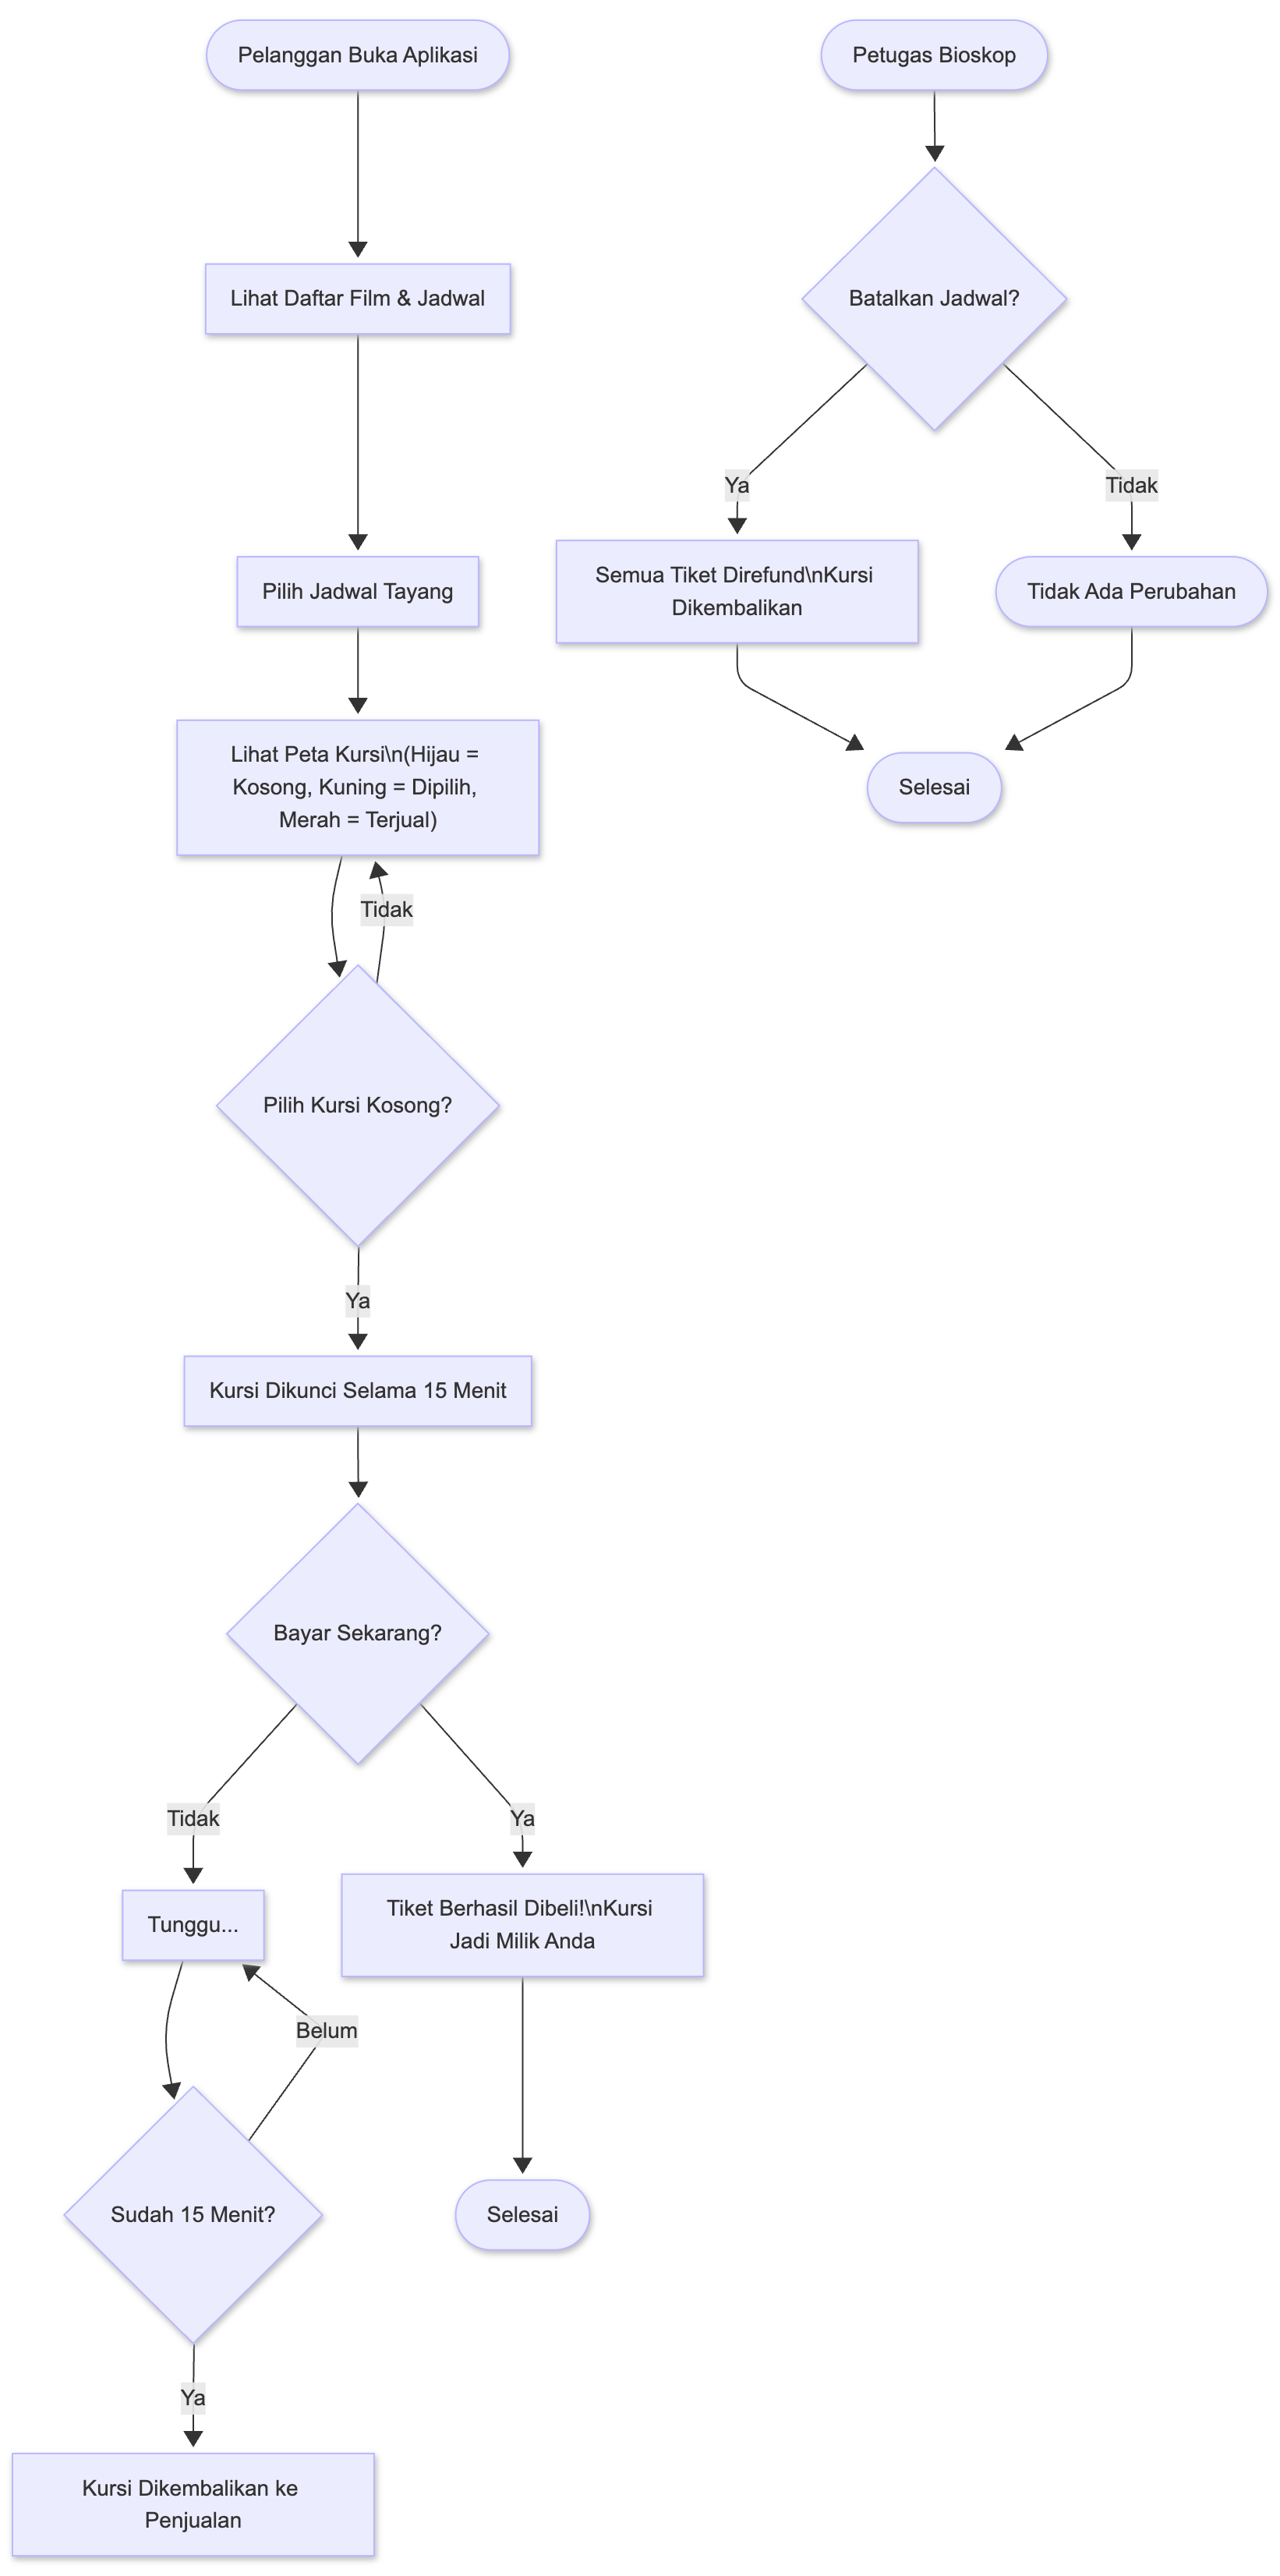 Pelanggan Buka Aplikasi
Lihat Daftar Film & Jadwal
Pilih Jadwal Tayang
Lihat Peta Kursi\n(Hijau =
Kosong, Kuning = Dipilih,
Merah = Terjual)
Tidak
Pilih Kursi Kosong?
Ya
Kursi Dikunci Selama 15 Menit
Bayar Sekarang?
Tidak
Ya
Tunggu...
Tiket Berhasil Dibeli!\nKursi
Jadi Milik Anda
Belum
Sudah 15 Menit?
Selesai
Ya
Kursi Dikembalikan ke
Penjualan
Petugas Bioskop
Batalkan Jadwal?
Ya
Tidak
Semua Tiket Direfund\nKursi
Dikembalikan
Tidak Ada Perubahan
Selesai